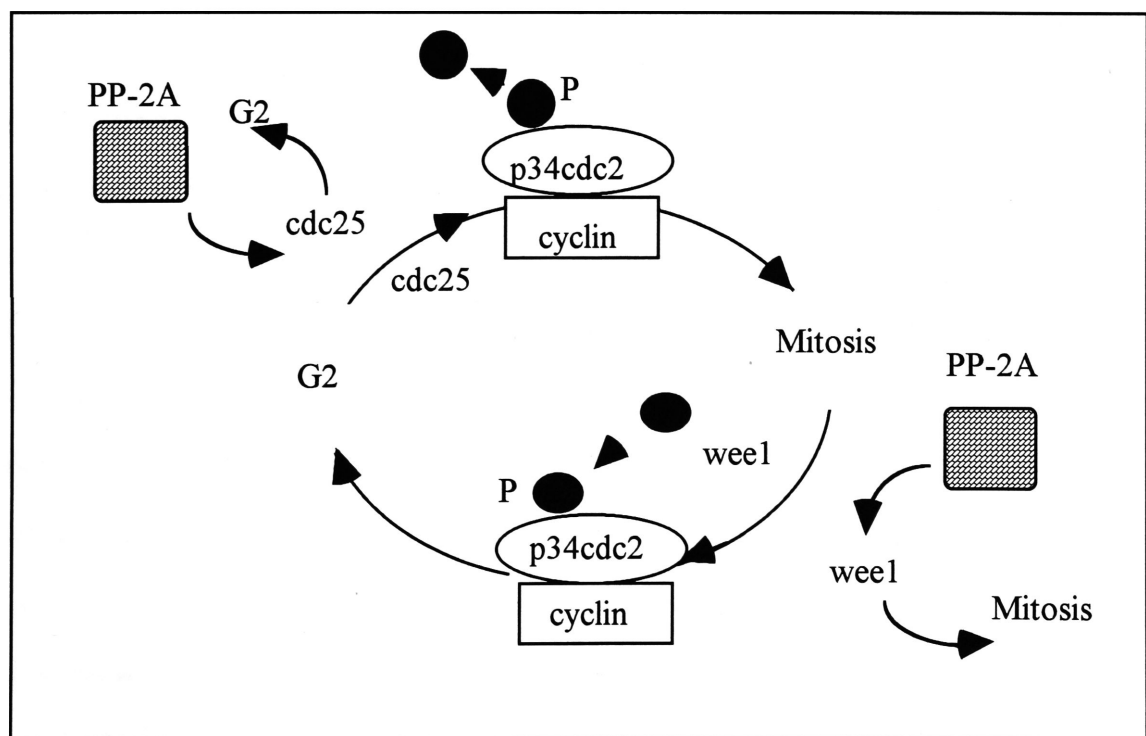 P
PP-2A
G2
p34cdc2
cdc25
cyclin
cdc25
Mitosis
PP-2A
G2
wee1
P
p34cdc2
wee1
cyclin
Mitosis